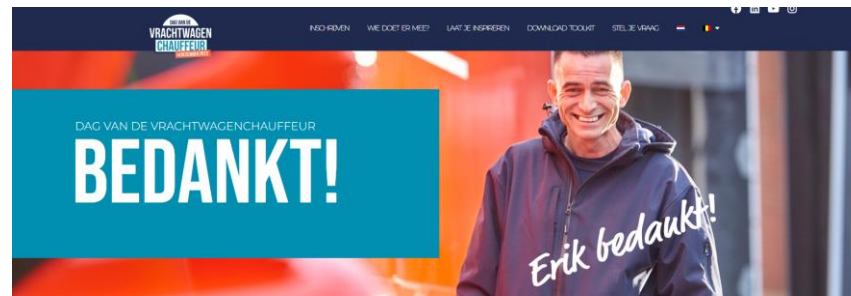 DAG VAN DE
VRACHTWAGEN
CHAUFFEUR
INSCHRIJVEN WIE DOET ER MEE? LAAT JE INSPIREREN DOWNLOAD TOOLKIT STEL JE VRAAG
DAG VAN DE VRACHTWAGENCHAUFFEUR
BEDANKT!
Erik bedankt!